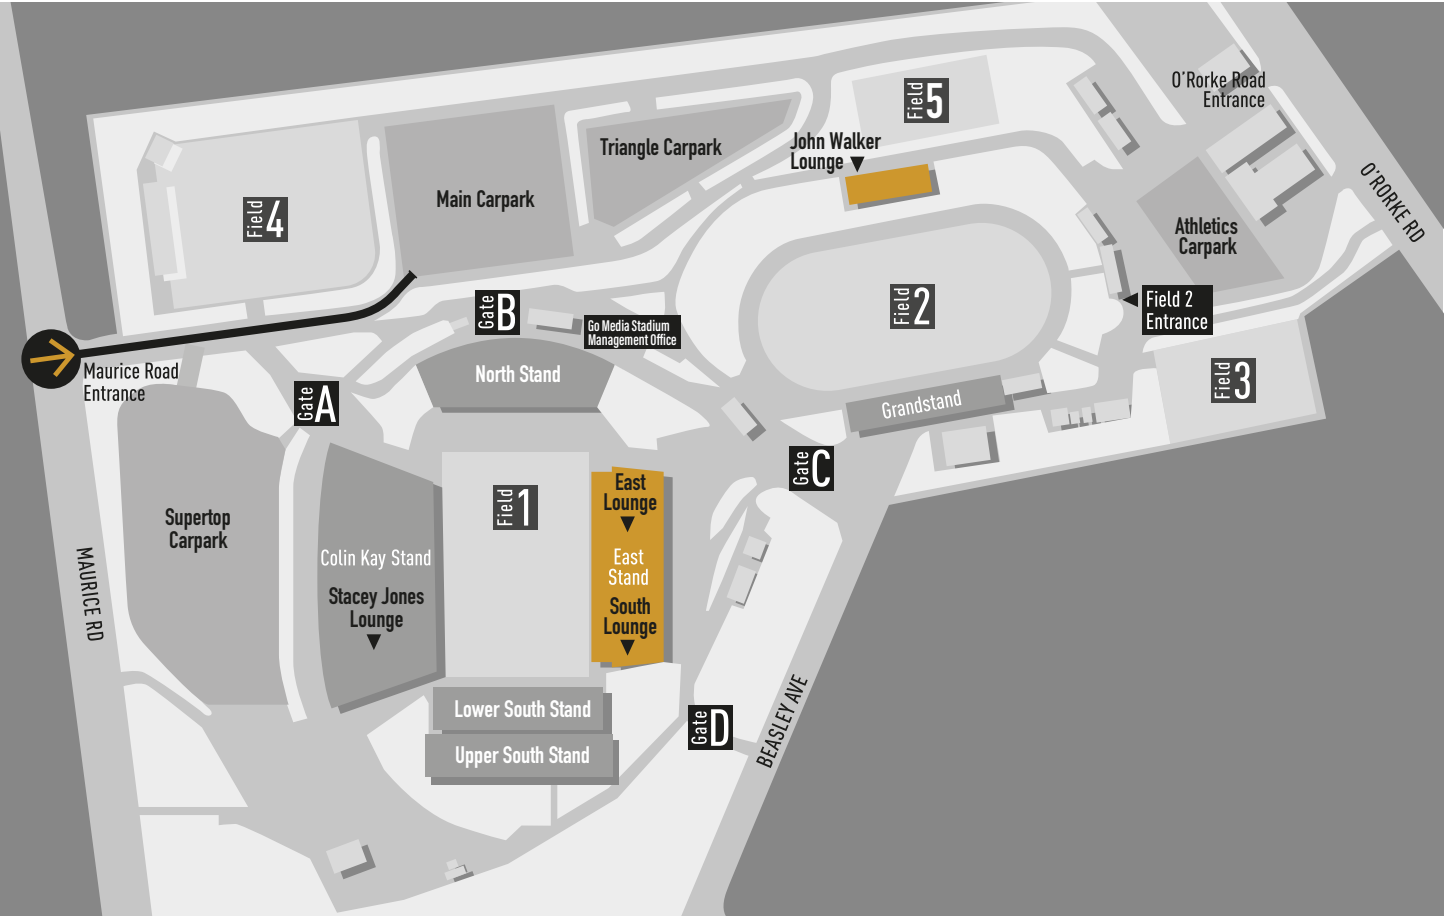 O'Rorke Road
Entrance
Field 5
John Walker
Lounge
Triangle Carpark
Main Carpark
Field 4
O'RORKE RD
Athletics
Carpark
Field 2
Field 2
Entrance
Gate B
Go Media Stadium
Management Office
Maurice Road
Entrance
North Stand
Gate A
Grandstand
Field 3
Gate C
East
Lounge
Field 1
Supertop
Carpark
Colin Kay Stand
East
Stand
Stacey Jones
Lounge
South
Lounge
MAURICE RD
Lower South Stand
Gate D
BEASLEY AVE
Upper South Stand